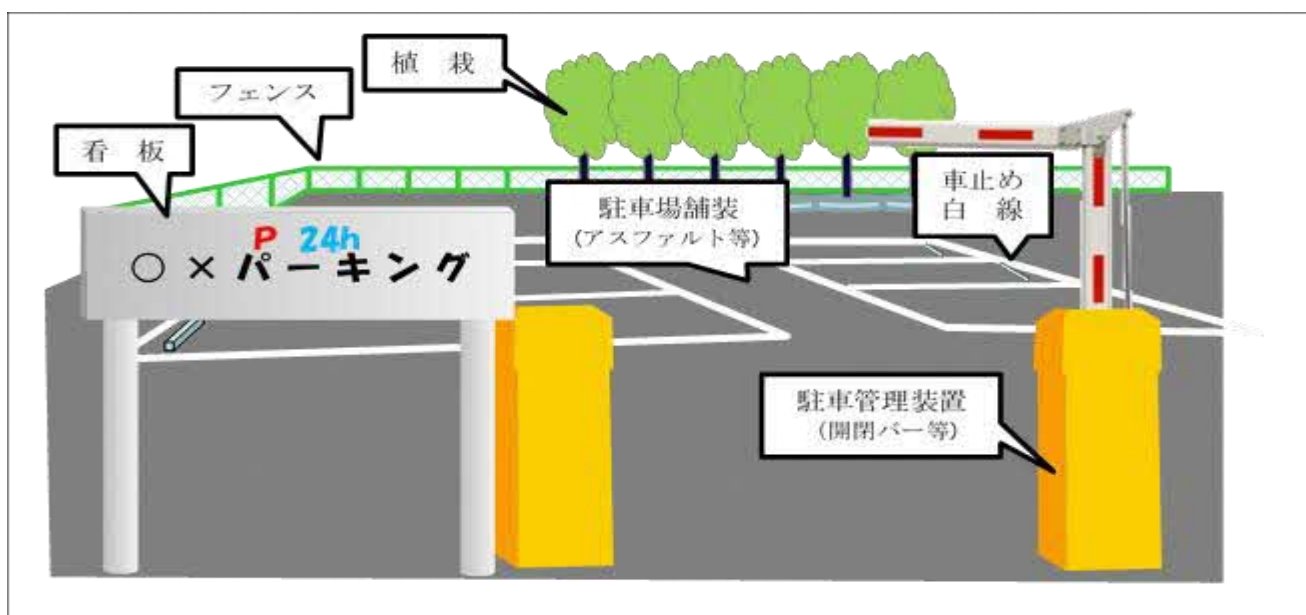 植 栽
フェンス
看 板
車止め
白 線
駐車場舗装
(アスファルト等)
P 24h
○×パーキング
駐車管理装置
(開閉バー等)